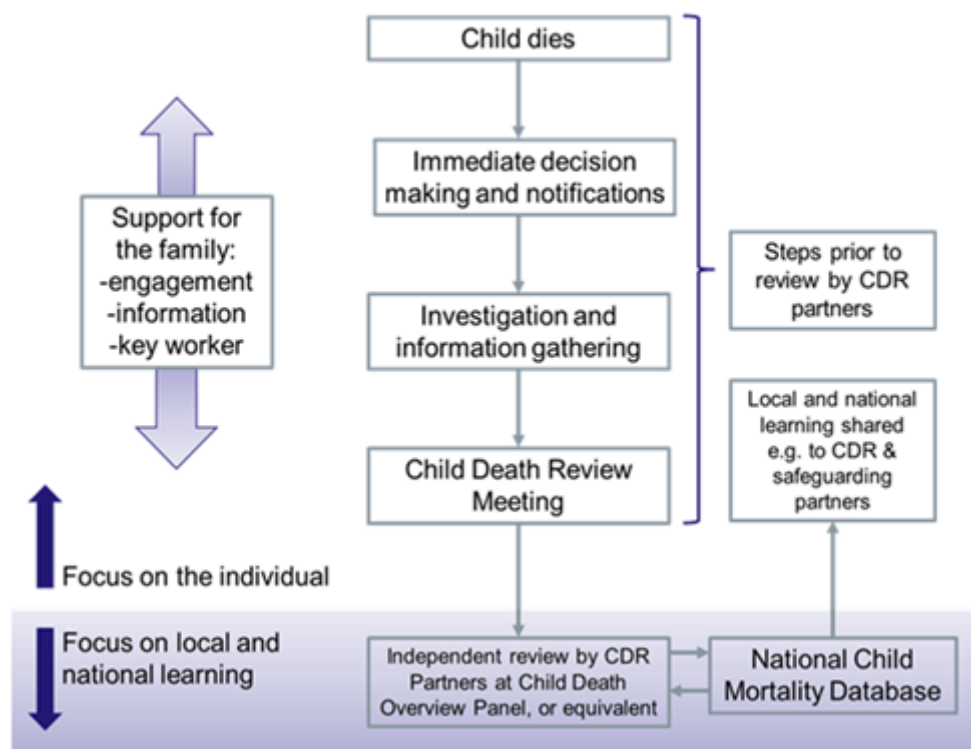 Child dies
Immediate decision
making and notifications
Support for
the family:
-engagement
-information
-key worker
Steps prior to
review by CDR
partners
Investigation and
information gathering
Local and national
learning shared
e.g. to CDR &
safeguarding
partners
Child Death Review
Meeting
Focus on the individual
Focus on local and
national learning
Independent review by CDR
Partners at Child Death
Overview Panel, or equivalent
National Child
Mortality Database